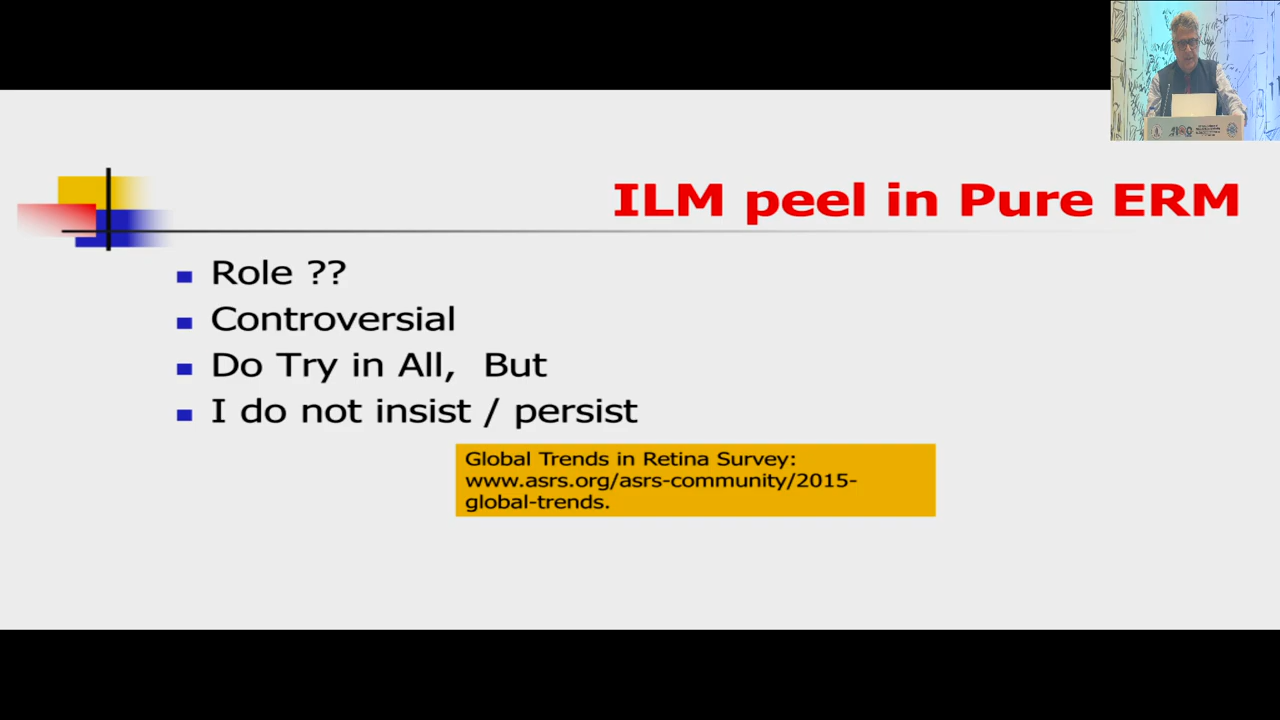 ILM peel in Pure ERM
Role ??
Controversial
Do Try in All, But
I do not insist / persist
Global Trends in Retina Survey:
www.asrs.org/asrs-community/2015-
global-trends.